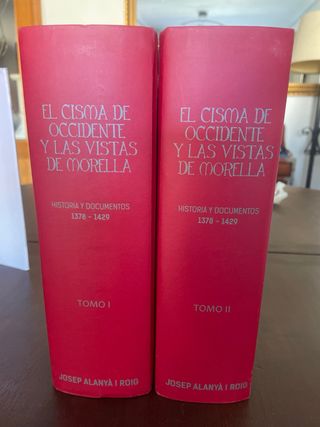 EL CISMA DE
OCCIDENTE
Y LAS VISTAS
DE MORELLA
HISTORIA Y DOCUMENTOS
1378 - 1429
TOMO I
JOSEP ALANYÀ I ROIG
EL CISMA DE
OCCIDENTE
Y LAS VISTAS
DE MORELLA
HISTORIA Y DOCUMENTOS
1378 - 1429
TOMO II
JOSEP ALANYÀ I ROIG